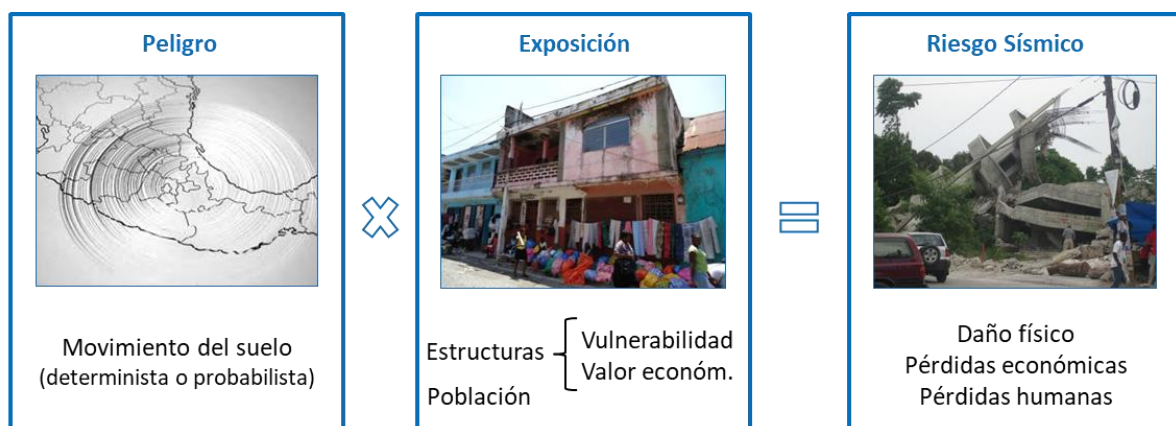 Peligro
Movimiento del suelo
(determinista o probabilista)
Exposición
Estructuras
Vulnerabilidad
Valor económ.
Población
Riesgo Sísmico
Daño físico
Pérdidas económicas
Pérdidas humanas